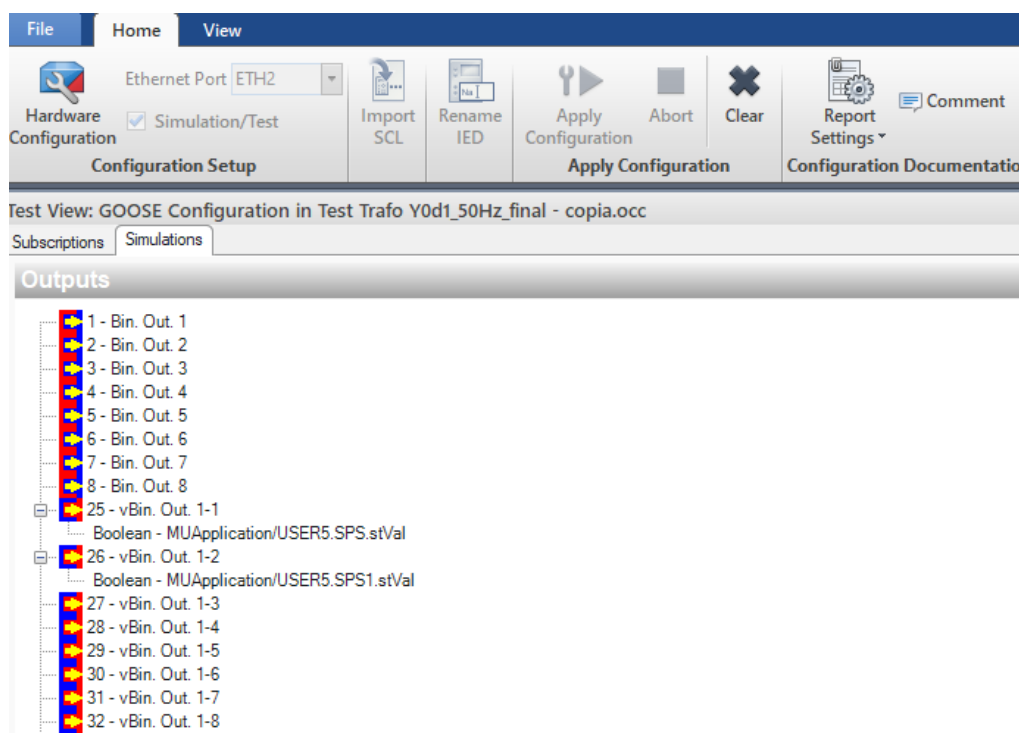 File Home View
Ethernet Port ETH2
Simulation/Test
Hardware Configuration
Import SCL
Rename IED
Apply Configuration
Abort
Clear
Report Settings
Comment
Configuration Setup
Apply Configuration
Configuration Documentatio
Test View: GOOSE Configuration in Test Trafo Y0d1_50Hz_final - copia.occ
Subscriptions Simulations
Outputs
1 - Bin. Out. 1
2 - Bin. Out. 2
3 - Bin. Out. 3
4 - Bin. Out. 4
5 - Bin. Out. 5
6 - Bin. Out. 6
7 - Bin. Out. 7
8 - Bin. Out. 8
25 - vBin. Out. 1-1
Boolean - MUApplication/USER5.SPS.stVal
26 - vBin. Out. 1-2
Boolean - MUApplication/USER5.SPS1.stVal
27 - vBin. Out. 1-3
28 - vBin. Out. 1-4
29 - vBin. Out. 1-5
30 - vBin. Out. 1-6
31 - vBin. Out. 1-7
32 - vBin. Out. 1-8